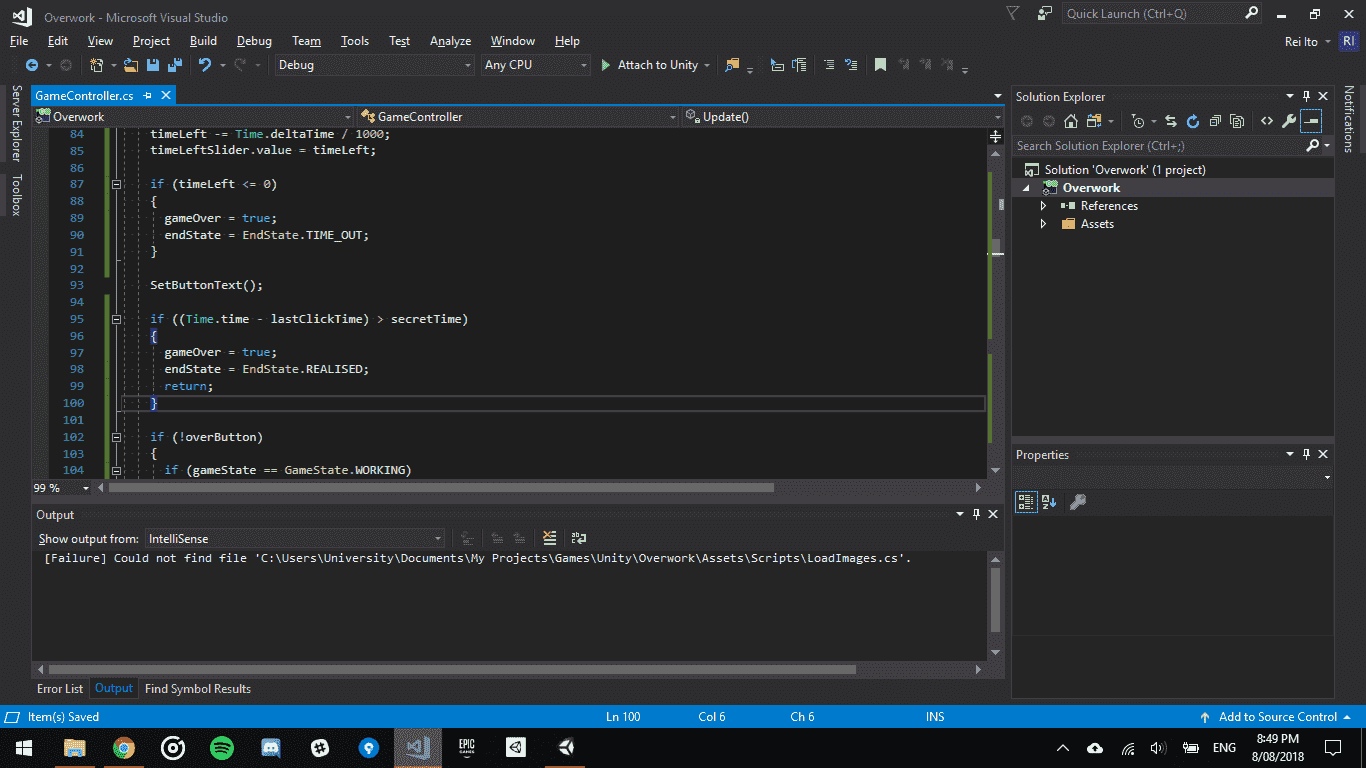 Overwork - Microsoft Visual Studio
Quick Launch (Ctrl+Q)
File Edit View Project Build Debug Team Tools Test Analyze Window Help
Rei Ito RI
Debug Any CPU Attach to Unity
Server Explorer
Toolbox
GameController.cs
Overwork GameController Update()
84 timeLeft -= Time.deltaTime / 1000;
85 timeLeftSlider.value = timeLeft;
86
87 if (timeLeft <= 0)
88 {
89 gameOver = true;
90 endState = EndState.TIME_OUT;
91 }
92
93 SetButtonText();
94
95 if ((Time.time - lastClickTime) > secretTime)
96 {
97 gameOver = true;
98 endState = EndState.REALISED;
99 return;
100 }
101
102 if (!overButton)
103 {
104 if (gameState == GameState.WORKING)
99 %
Output
Show output from: IntelliSense
[Failure] Could not find file 'C:\Users\University\Documents\My Projects\Games\Unity\Overwork\Assets\Scripts\LoadImages.cs'.
Error List Output Find Symbol Results
Solution Explorer
Search Solution Explorer (Ctrl+;)
Solution 'Overwork' (1 project)
Overwork
References
Assets
Properties
Notifications
Item(s) Saved Ln 100 Col 6 Ch 6 INS Add to Source Control
EPIC GAMES
ENG
8:49 PM
8/08/2018